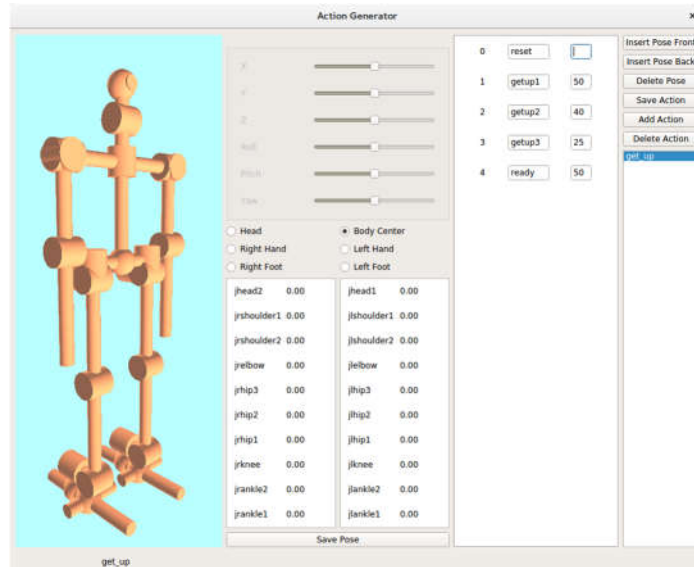 Action Generator
x
X
Y
Z
Roll
Pitch
Yaw
Head
Body Center
Right Hand
Left Hand
Right Foot
Left Foot
jhead2 0.00 jhead1 0.00
jrshoulder1 0.00 jlshoulder1 0.00
jrshoulder2 0.00 jlshoulder2 0.00
jrelbow 0.00 jlelbow 0.00
jrhip3 0.00 jlhip3 0.00
jrhip2 0.00 jlhip2 0.00
jrhip1 0.00 jlhip1 0.00
jrknee 0.00 jlknee 0.00
jrankle2 0.00 jlankle2 0.00
jrankle1 0.00 jlankle1 0.00
Save Pose
0 reset
1 getup1 50
2 getup2 40
3 getup3 25
4 ready 50
Insert Pose Front
Insert Pose Back
Delete Pose
Save Action
Add Action
Delete Action
get_up
get_up